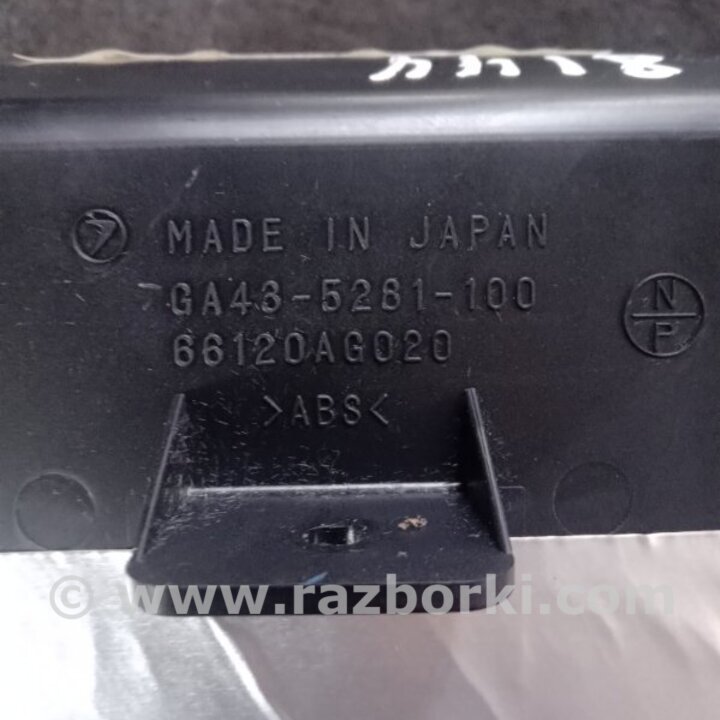 MADE IN JAPAN
GA43-5281-100
66120AG020
>ABS<
N
P
© www.razborki.com